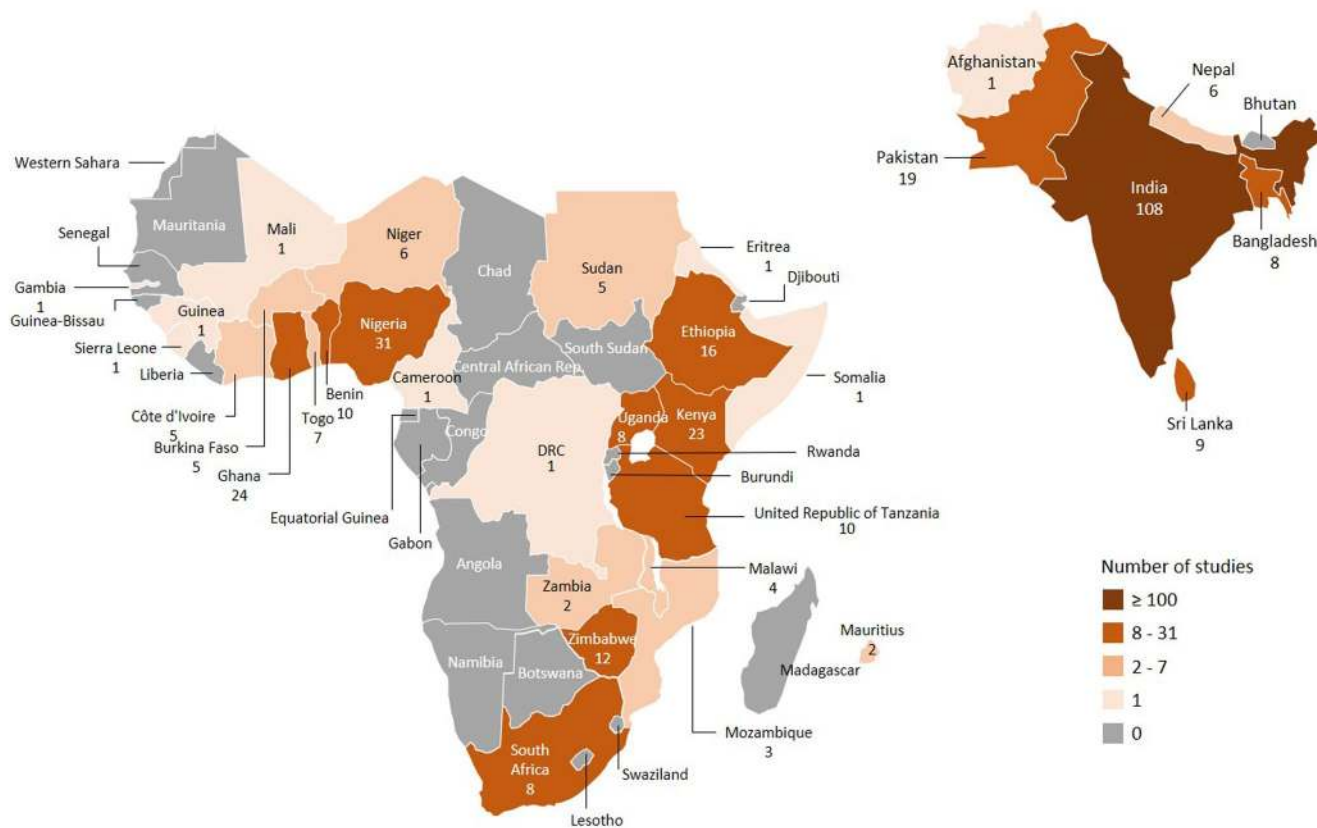 Afghanistan
1
Nepal
6
Bhutan
Pakistan
19
India
108
Bangladesh
8
Sri Lanka
9
Western Sahara
Mauritania
Senegal
Gambia
1
Guinea-Bissau
Mali
1
Niger
6
Chad
Sudan
5
Eritrea
1
Djibouti
Guinea
1
Sierra Leone
1
Liberia
Côte d'Ivoire
5
Burkina Faso
5
Ghana
24
Togo
7
Benin
10
Nigeria
31
Cameroon
1
Central African Rep.
South Sudan
Ethiopia
16
Somalia
1
Equatorial Guinea
Gabon
Congo
DRC
1
Uganda
8
Kenya
23
Rwanda
Burundi
United Republic of Tanzania
10
Angola
Zambia
2
Malawi
4
Zimbabwe
12
Mozambique
3
Namibia
Botswana
Madagascar
Mauritius
2
South
Africa
8
Swaziland
Lesotho
Number of studies
≥ 100
8 - 31
2 - 7
1
0